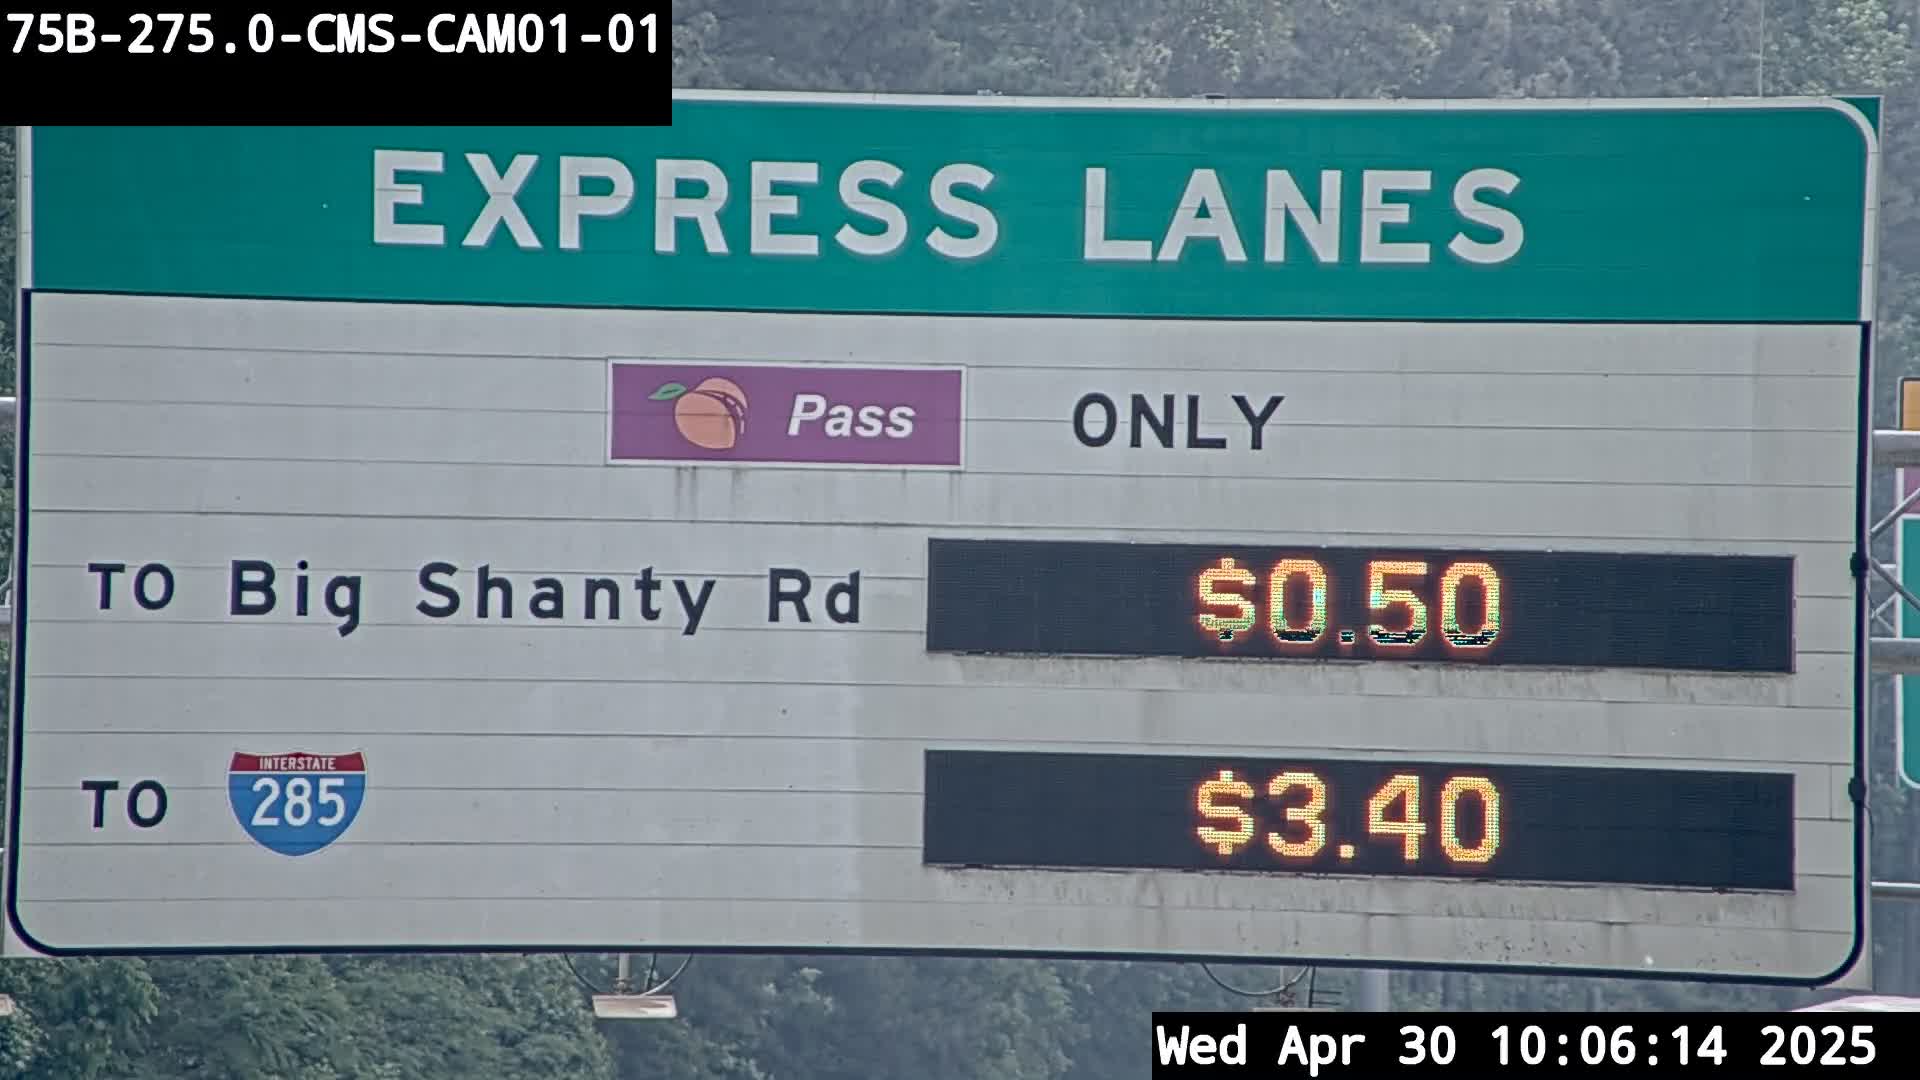 75B-275.0-CMS-CAM01-01
EXPRESS LANES
Pass ONLY
TO Big Shanty Rd $0.50
INTERSTATE
TO 285 $3.40
Wed Apr 30 10:06:14 2025